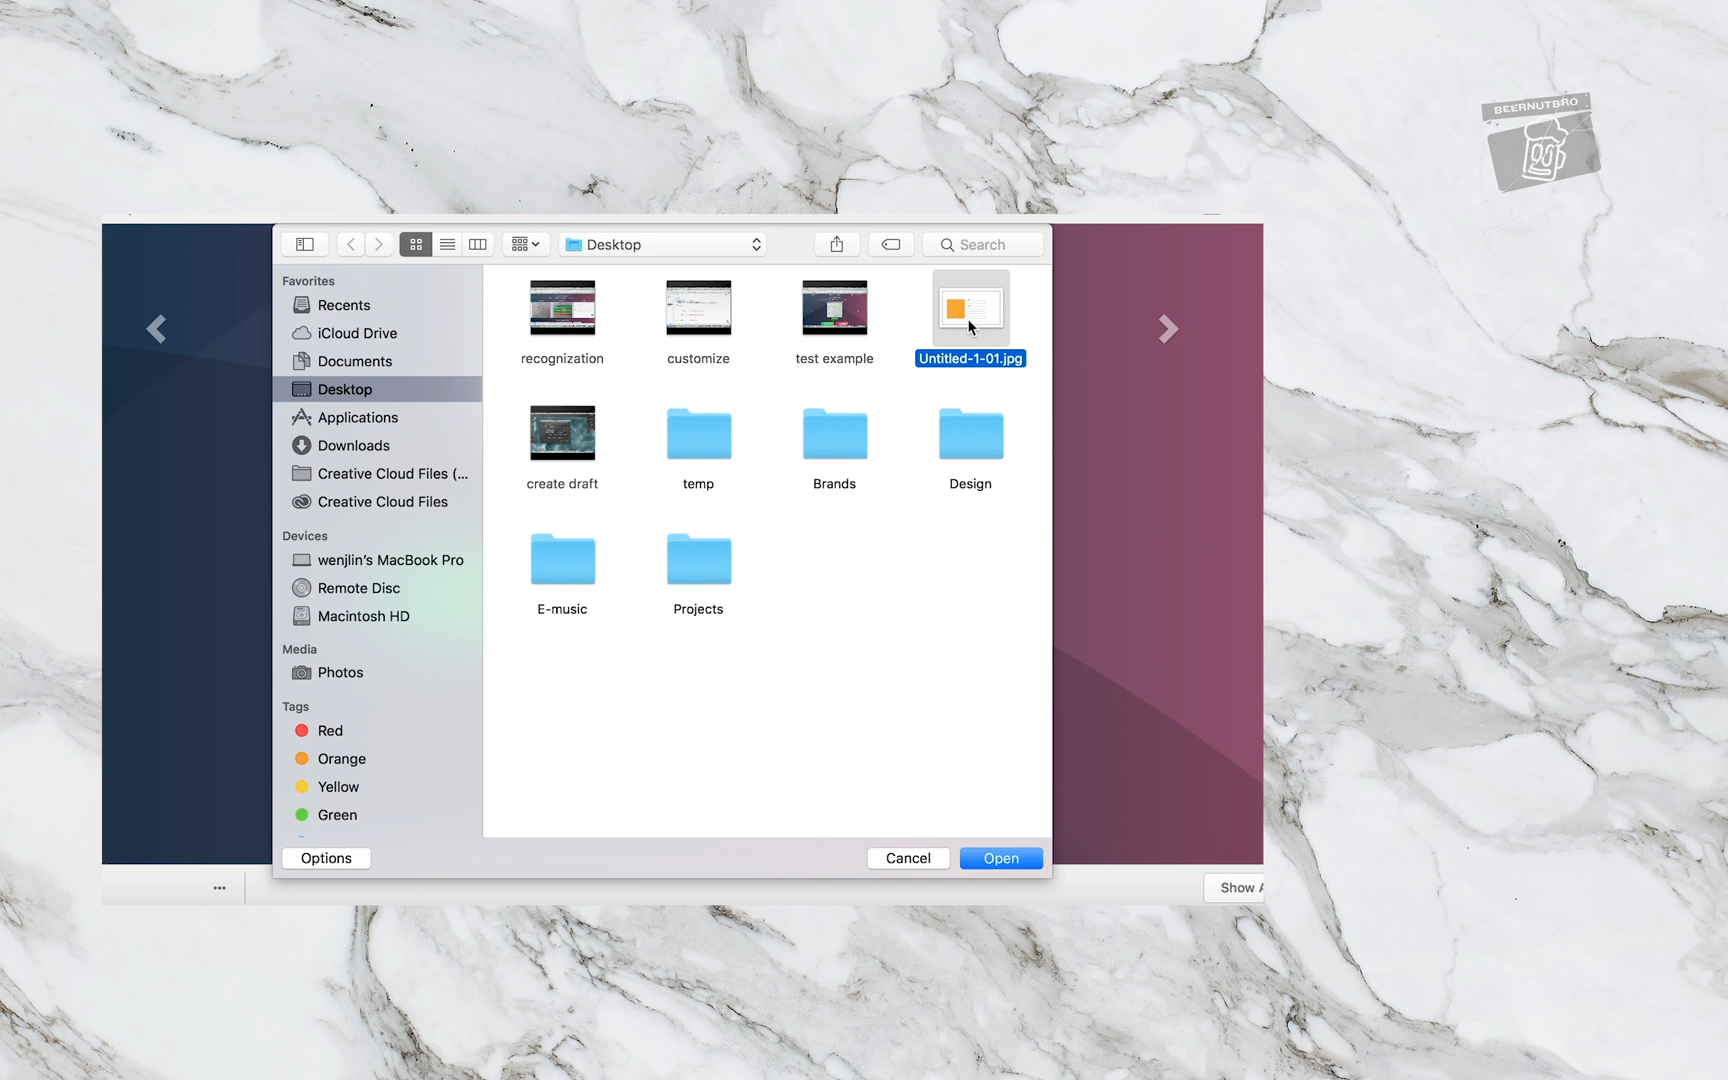 BEERNUTBRO
Desktop
Search
Favorites
Recents
iCloud Drive
Documents
Desktop
Applications
Downloads
Creative Cloud Files (...
Creative Cloud Files
Devices
wenjlin’s MacBook Pro
Remote Disc
Macintosh HD
Media
Photos
Tags
Red
Orange
Yellow
Green
recognization
customize
test example
Untitled-1-01.jpg
create draft
temp
Brands
Design
E-music
Projects
Options
Cancel
Open
Show A